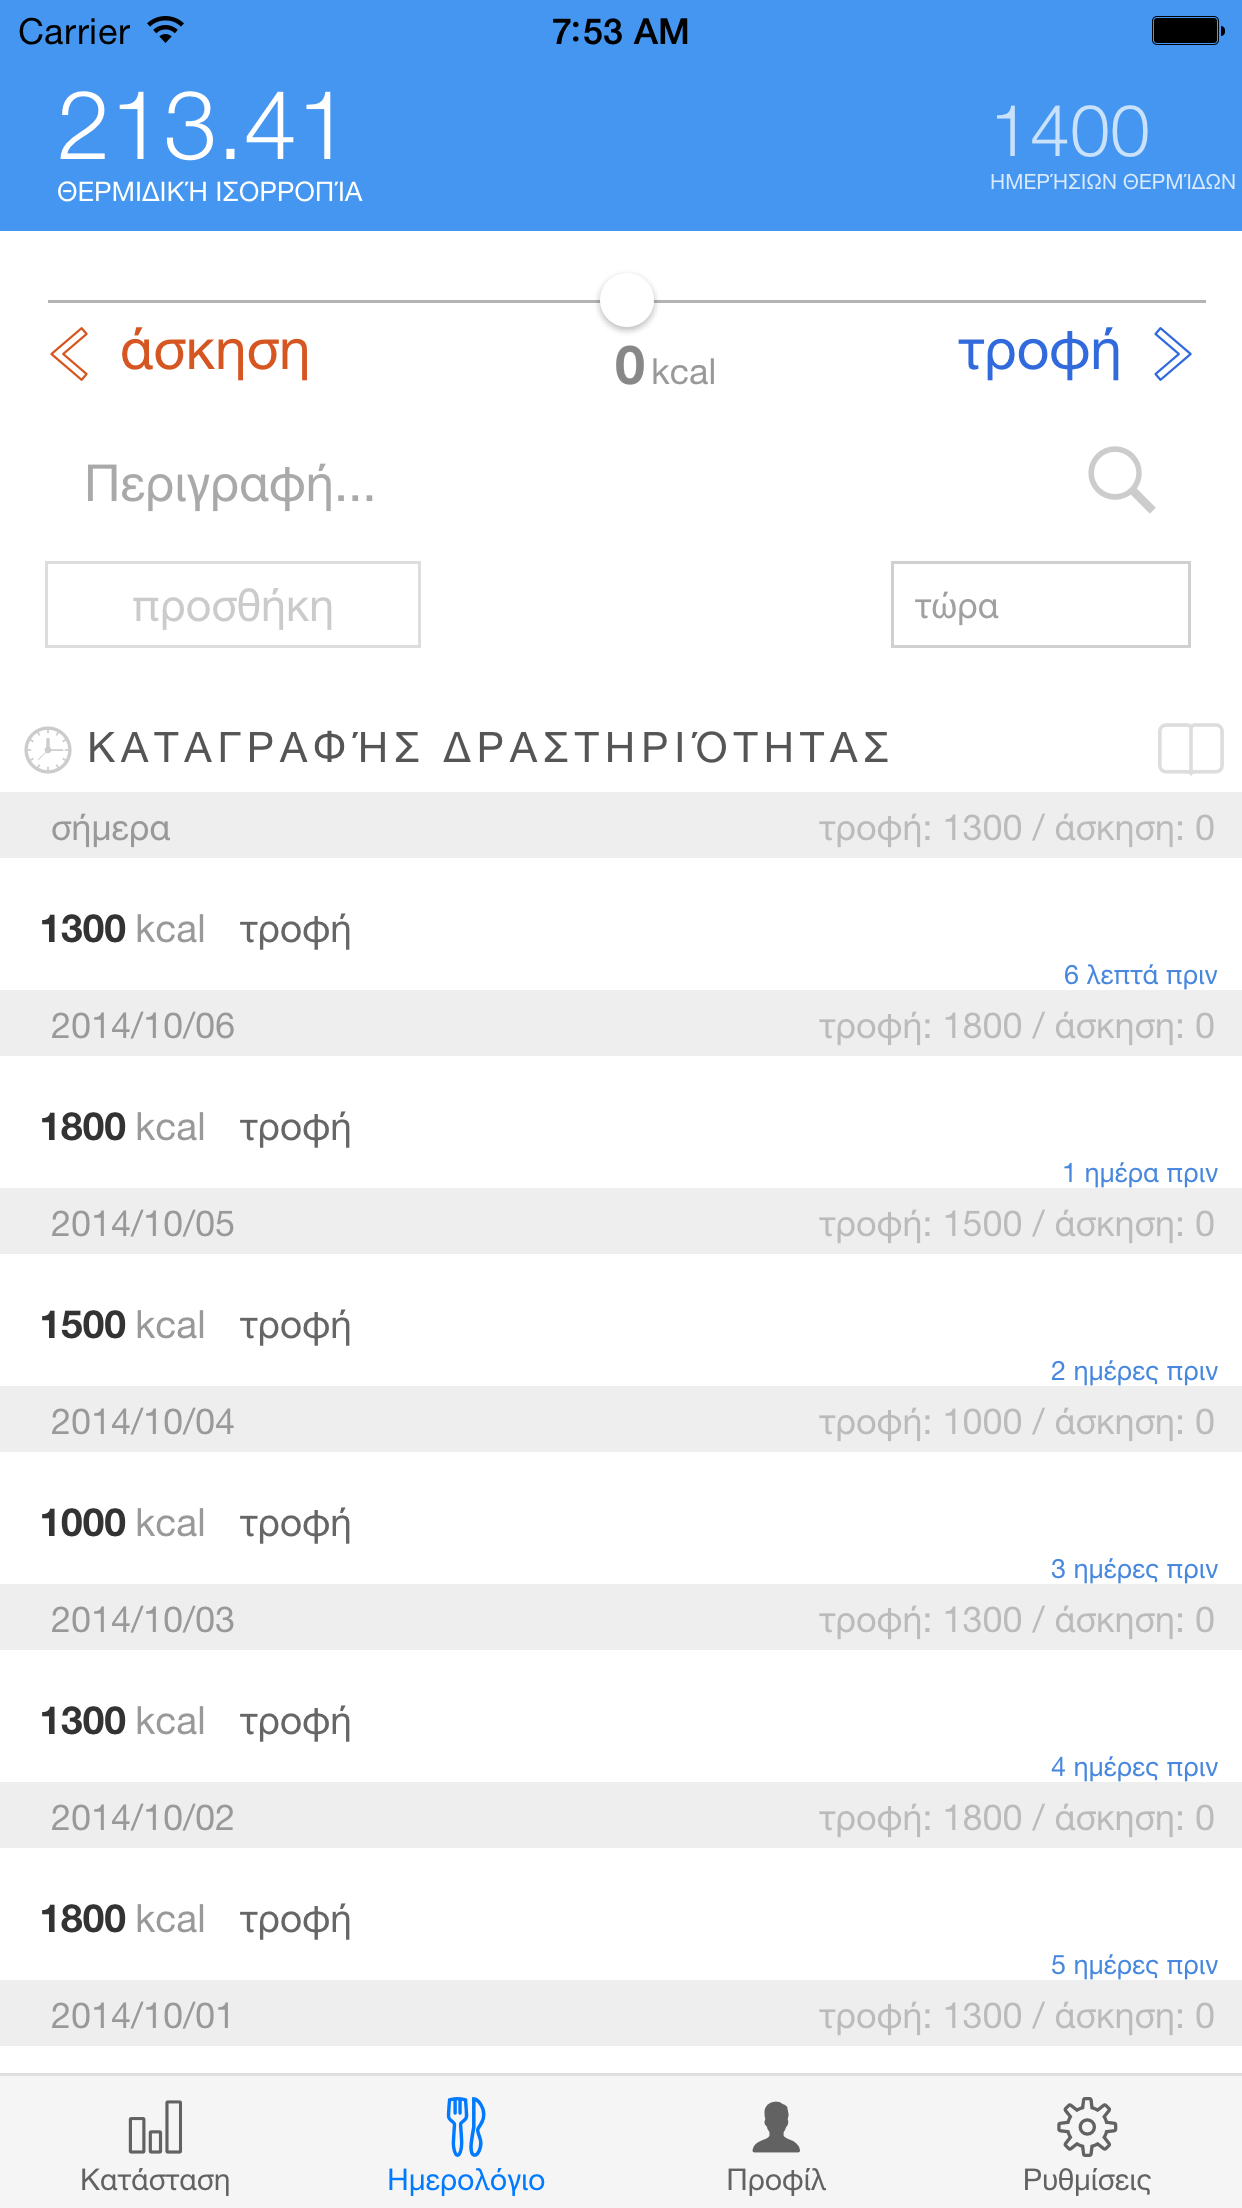 Carrier 7:53 AM
213.41 1400
ΘΕΡΜΙΔΙΚΉ ΙΣΟΡΡΟΠΊΑ ΗΜΕΡΉΣΙΩΝ ΘΕΡΜΊΔΩΝ
άσκηση 0 kcal τροφή
Περιγραφή...
προσθήκη τώρα
ΚΑΤΑΓΡΑΦΉΣ ΔΡΑΣΤΗΡΙΌΤΗΤΑΣ
σήμερα τροφή: 1300 / άσκηση: 0
1300 kcal τροφή
6 λεπτά πριν
2014/10/06 τροφή: 1800 / άσκηση: 0
1800 kcal τροφή
1 ημέρα πριν
2014/10/05 τροφή: 1500 / άσκηση: 0
1500 kcal τροφή
2 ημέρες πριν
2014/10/04 τροφή: 1000 / άσκηση: 0
1000 kcal τροφή
3 ημέρες πριν
2014/10/03 τροφή: 1300 / άσκηση: 0
1300 kcal τροφή
4 ημέρες πριν
2014/10/02 τροφή: 1800 / άσκηση: 0
1800 kcal τροφή
5 ημέρες πριν
2014/10/01 τροφή: 1300 / άσκηση: 0
Κατάσταση Ημερολόγιο Προφίλ Ρυθμίσεις